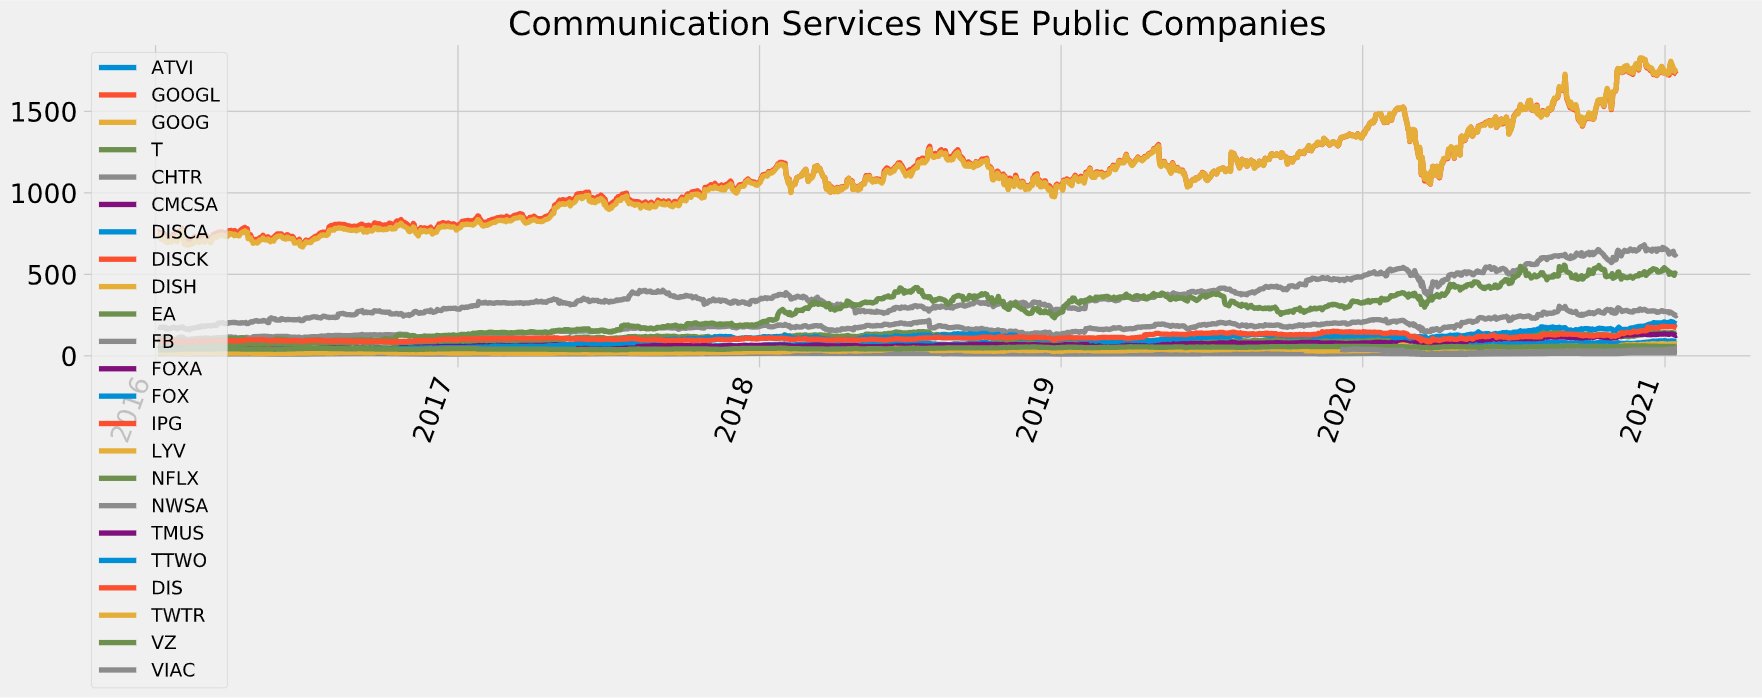 Communication Services NYSE Public Companies
ATVI
GOOGL
GOOG
T
CHTR
CMCSA
DISCA
DISCK
DISH
EA
FB
FOXA
FOX
IPG
LYV
NFLX
NWSA
TMUS
TTWO
DIS
TWTR
VZ
VIAC
1500
1000
500
0
2016
2017
2018
2019
2020
2021